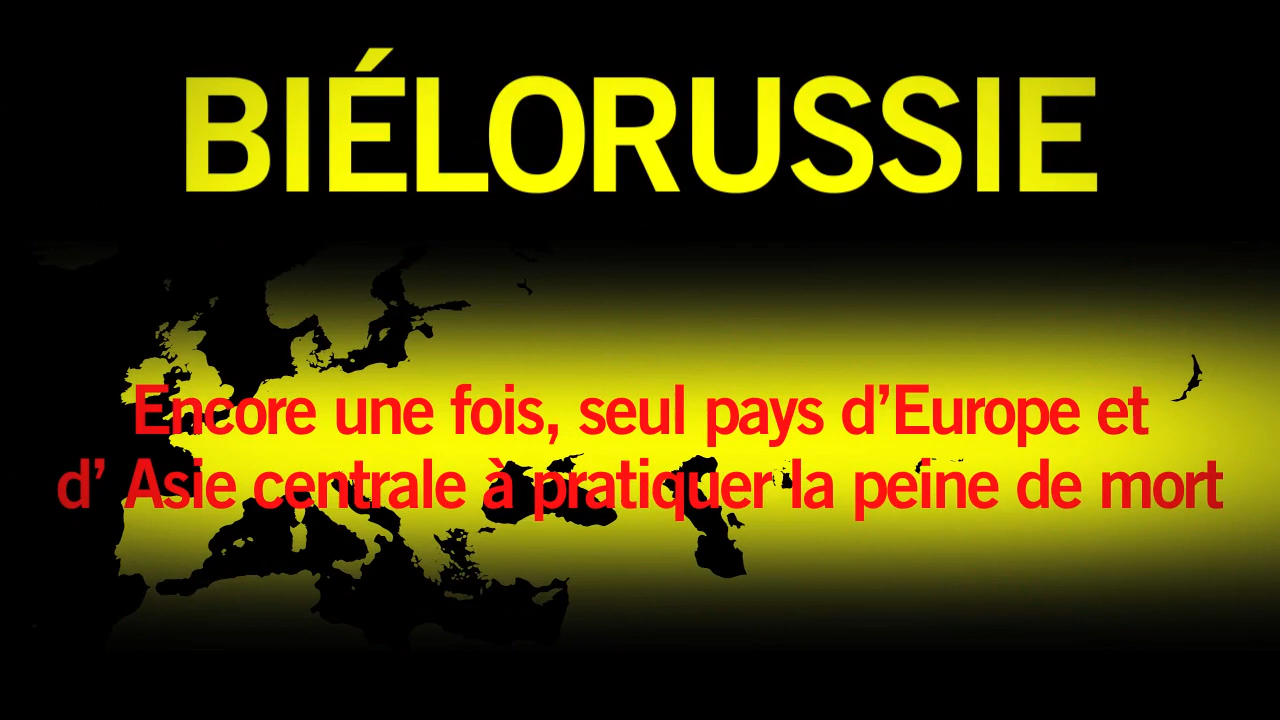 BIÉLORUSSIE
Encore une fois, seul pays d’Europe et
d’ Asie centrale à pratiquer la peine de mort